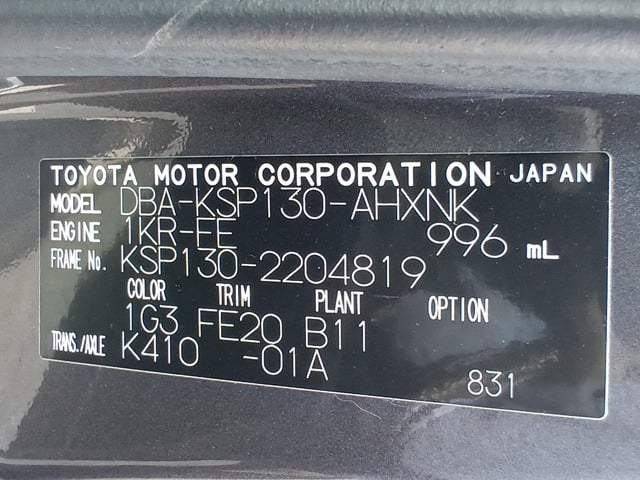 TOYOTA MOTOR CORPORATION JAPAN
MODEL DBA-KSP130-AHXNK
ENGINE 1KR-FE 996 mL
FRAME No. KSP130-2204819
COLOR TRIM PLANT OPTION
1G3 FE20 B11
TRANS./AXLE K410 -01A
831